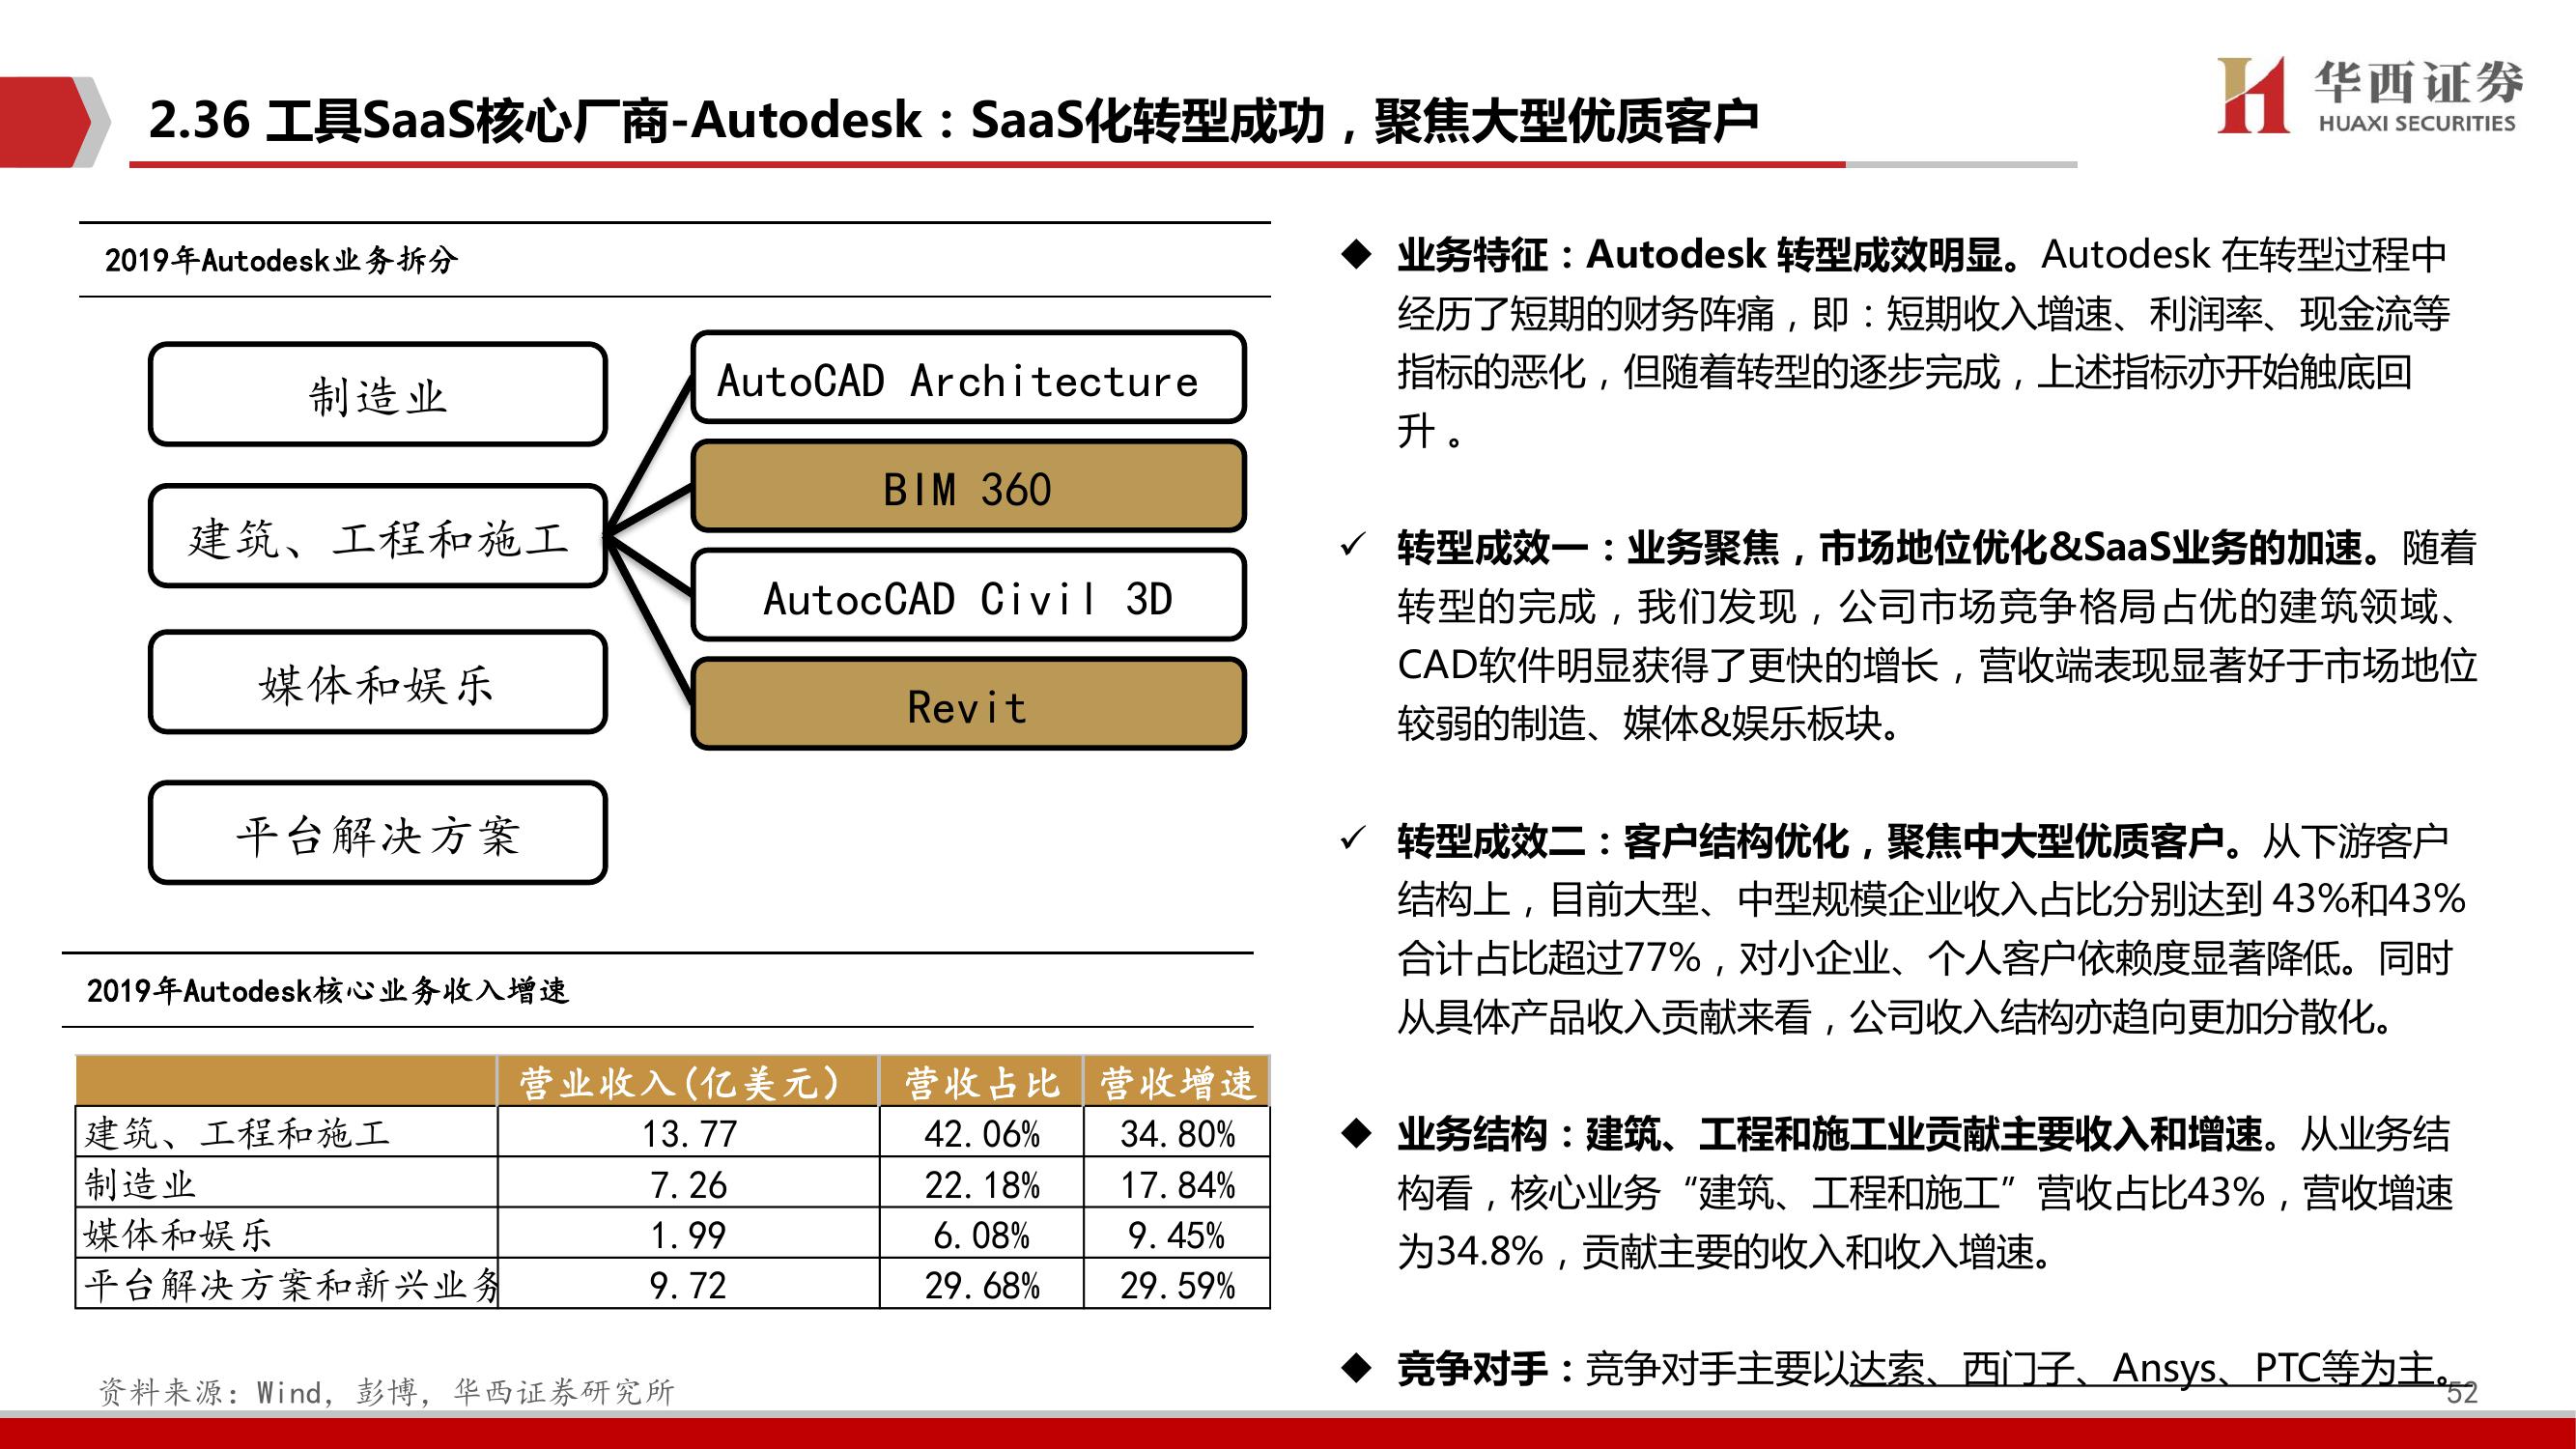 2.36 工具SaaS核心厂商-Autodesk：SaaS化转型成功，聚焦大型优质客户
华西证券
HUAXI SECURITIES
2019年Autodesk业务拆分
制造业
建筑、工程和施工
媒体和娱乐
平台解决方案
AutoCAD Architecture
BIM 360
AutocCAD Civil 3D
Revit
2019年Autodesk核心业务收入增速
营业收入(亿美元) 营收占比 营收增速
建筑、工程和施工 13.77 42.06% 34.80%
制造业 7.26 22.18% 17.84%
媒体和娱乐 1.99 6.08% 9.45%
平台解决方案和新兴业务 9.72 29.68% 29.59%
资料来源：Wind，彭博，华西证券研究所
◆ 业务特征：Autodesk 转型成效明显。Autodesk 在转型过程中
经历了短期的财务阵痛，即：短期收入增速、利润率、现金流等
指标的恶化，但随着转型的逐步完成，上述指标亦开始触底回
升 。
✓ 转型成效一：业务聚焦，市场地位优化&SaaS业务的加速。随着
转型的完成，我们发现，公司市场竞争格局占优的建筑领域、
CAD软件明显获得了更快的增长，营收端表现显著好于市场地位
较弱的制造、媒体&娱乐板块。
✓ 转型成效二：客户结构优化，聚焦中大型优质客户。从下游客户
结构上，目前大型、中型规模企业收入占比分别达到 43%和43%
合计占比超过77%，对小企业、个人客户依赖度显著降低。同时
从具体产品收入贡献来看，公司收入结构亦趋向更加分散化。
◆ 业务结构：建筑、工程和施工业贡献主要收入和增速。从业务结
构看，核心业务“建筑、工程和施工”营收占比43%，营收增速
为34.8%，贡献主要的收入和收入增速。
◆ 竞争对手：竞争对手主要以达索、西门子、Ansys、PTC等为主。
52